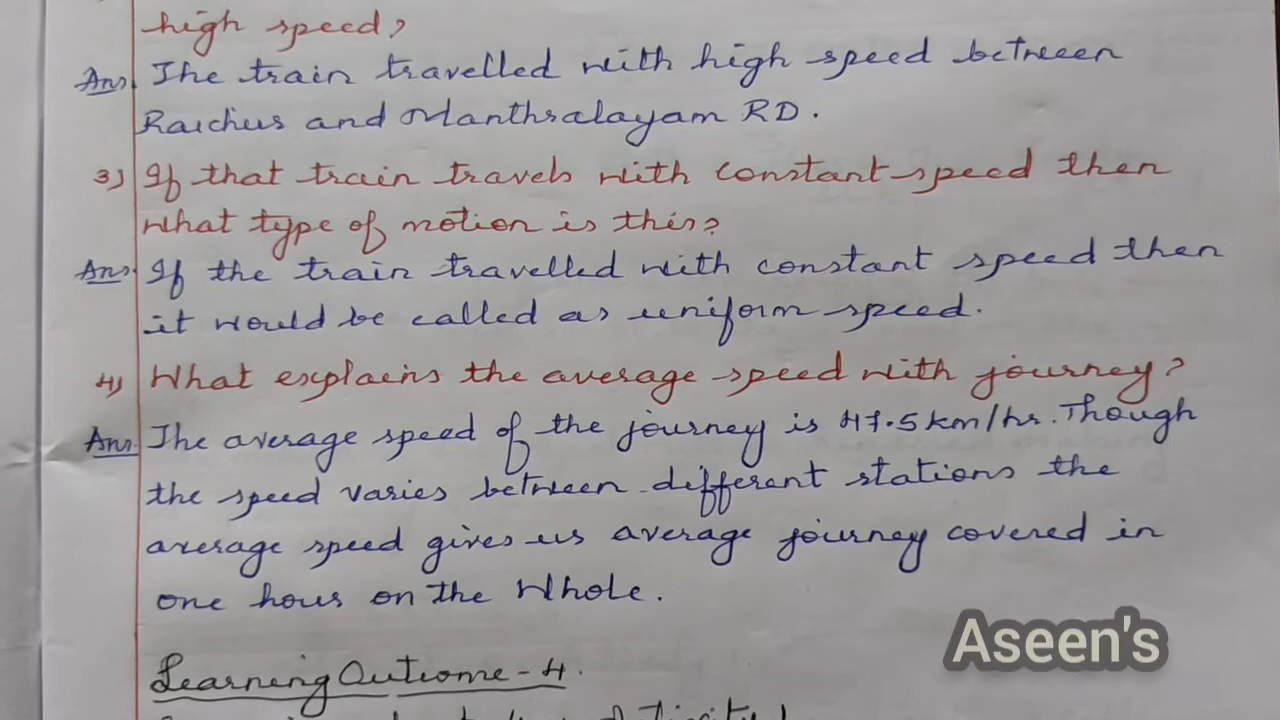 high speed?
Ans. The train travelled with high speed between
Raichur and Manthralayam RD.
3) If that train travels with constant speed then
What type of motion is this?
Ans. If the train travelled with constant speed then
it would be called as uniform speed.
4) What explains the average speed with journey?
Ans. The average speed of the journey is 47.5 km/hr. Though
the speed varies between different stations the
average speed gives us average journey covered in
one hour on the Whole.
Aseen's
Learning Outcome - 4.